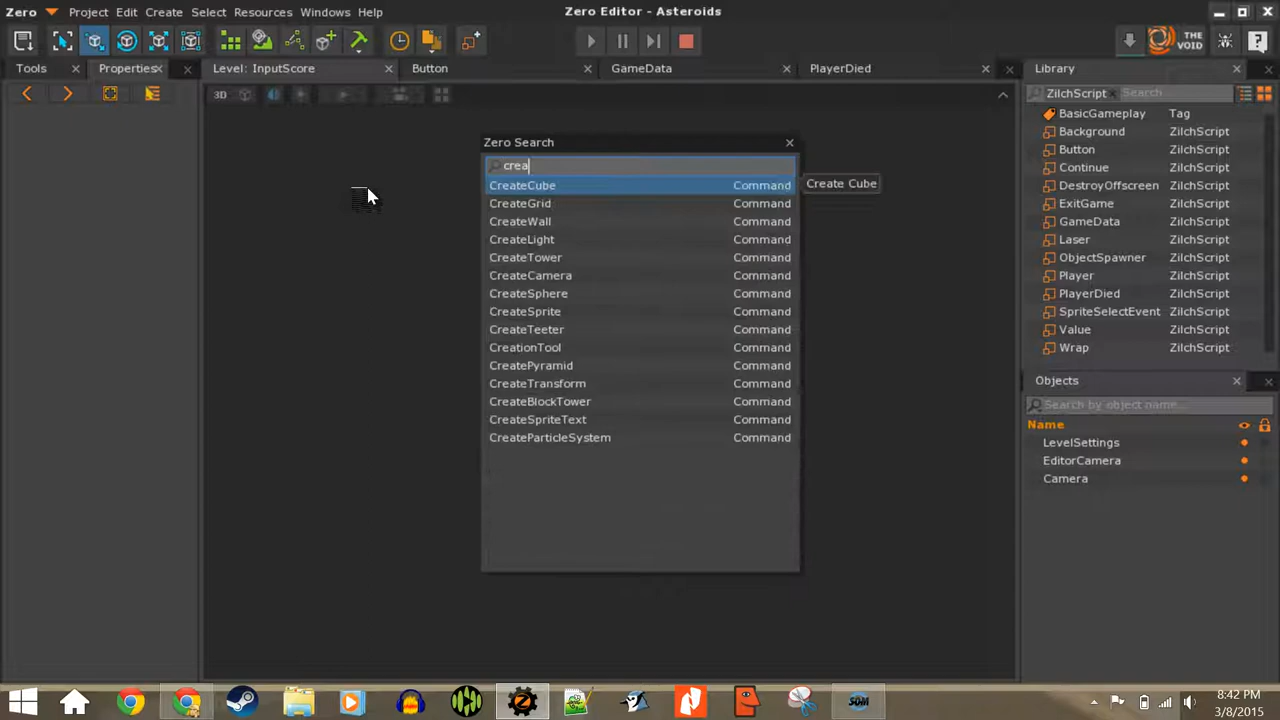 Zero Project Edit Create Select Resources Windows Help
Zero Editor - Asteroids
THE VOID
Tools Properties Level: InputScore Button GameData PlayerDied Library
3D
ZilchScript Search...
BasicGameplay Tag
Background ZilchScript
Button ZilchScript
Continue ZilchScript
DestroyOffscreen ZilchScript
ExitGame ZilchScript
GameData ZilchScript
Laser ZilchScript
ObjectSpawner ZilchScript
Player ZilchScript
PlayerDied ZilchScript
SpriteSelectEvent ZilchScript
Value ZilchScript
Wrap ZilchScript
Zero Search
crea
CreateCube Command
Create Cube
CreateGrid Command
CreateWall Command
CreateLight Command
CreateTower Command
CreateCamera Command
CreateSphere Command
CreateSprite Command
CreateTeeter Command
CreationTool Command
CreatePyramid Command
CreateTransform Command
CreateBlockTower Command
CreateSpriteText Command
CreateParticleSystem Command
Objects
Search by object name...
Name
LevelSettings
EditorCamera
Camera
SDM
8:42 PM
3/8/2015